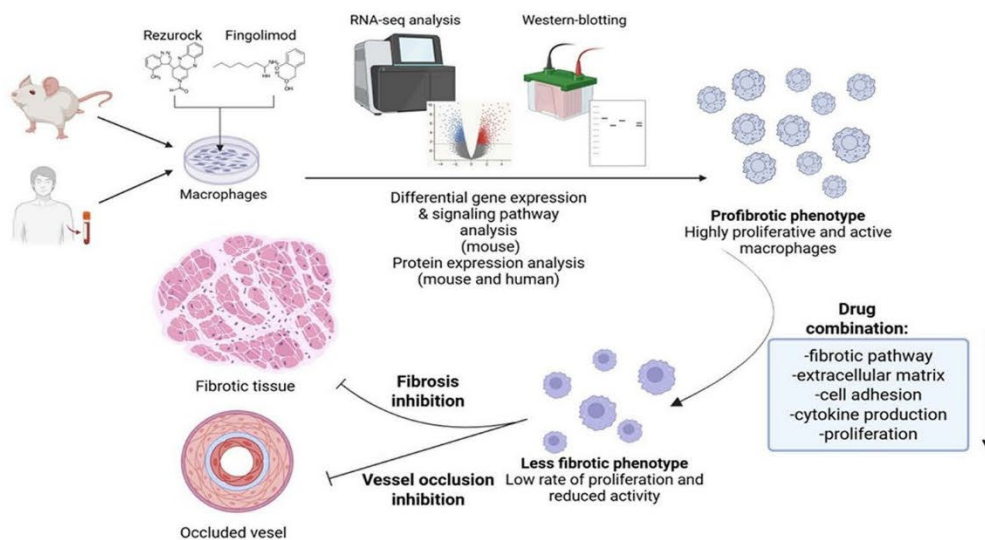 Rezurock
Fingolimod
RNA-seq analysis
Western-blotting
Macrophages
Differential gene expression
& signaling pathway
analysis
(mouse)
Protein expression analysis
(mouse and human)
Profibrotic phenotype
Highly proliferative and active
macrophages
Drug
combination:
-fibrotic pathway
-extracellular matrix
-cell adhesion
-cytokine production
-proliferation
Fibrotic tissue
Fibrosis
inhibition
Less fibrotic phenotype
Low rate of proliferation and
reduced activity
Vessel occlusion
inhibition
Occluded vessel